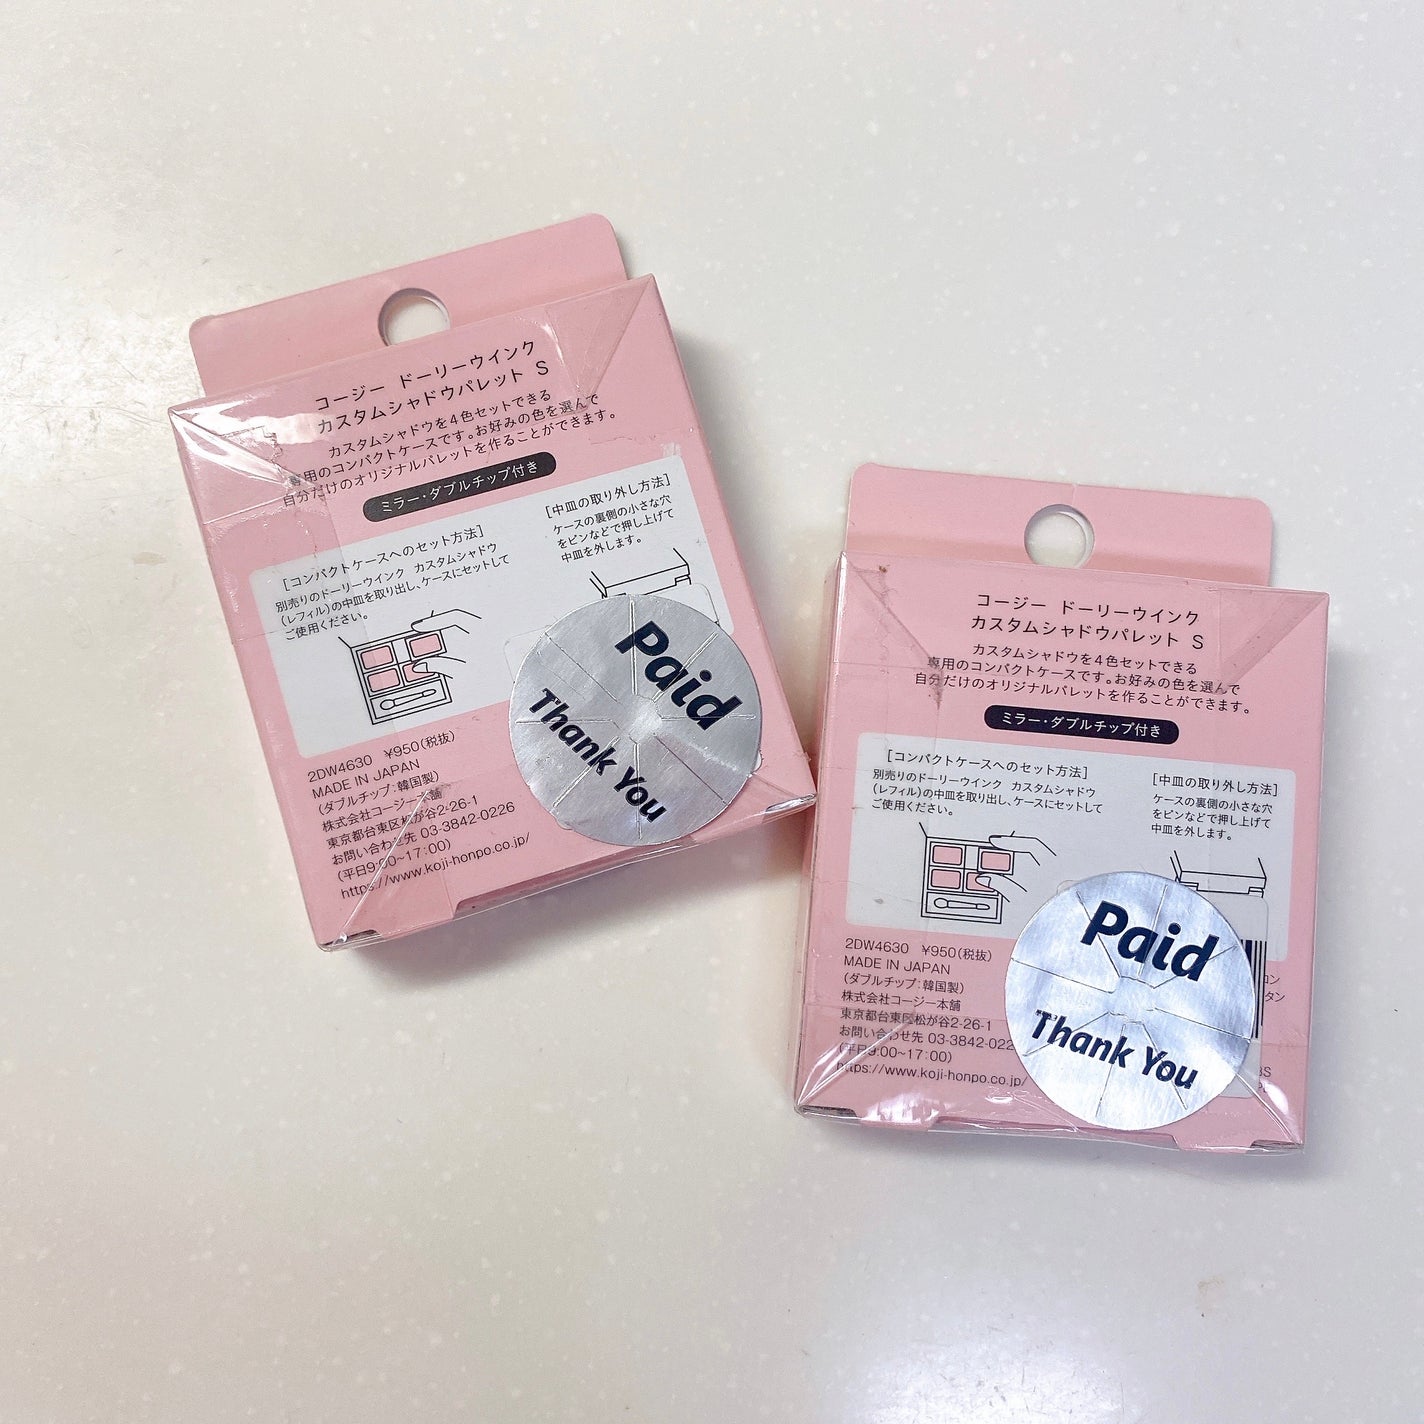 コージー ドーリーウインク
カスタムシャドウパレット S
カスタムシャドウを4色セットできる
専用のコンパクトケースです。お好みの色を選んで
自分だけのオリジナルパレットを作ることができます。
ミラー・ダブルチップ付き
[コンパクトケースへのセット方法]
別売りのドーリーウインク カスタムシャドウ
(レフィル)の中皿を取り出し、ケースにセットして
ご使用ください。
[中皿の取り外し方法]
ケースの裏側の小さな穴
をピンなどで押し上げて
中皿を外します。
2DW4630 ¥950(税抜)
MADE IN JAPAN
(ダブルチップ:韓国製)
株式会社コージー本舗
東京都台東区松が谷2-26-1
お問い合わせ先 03-3842-0226
(平日9:00~17:00)
https://www.koji-honpo.co.jp/
Paid
Thank You
コージー ドーリーウインク
カスタムシャドウパレット S
カスタムシャドウを4色セットできる
専用のコンパクトケースです。お好みの色を選んで
自分だけのオリジナルパレットを作ることができます。
ミラー・ダブルチップ付き
[コンパクトケースへのセット方法]
別売りのドーリーウインク カスタムシャドウ
(レフィル)の中皿を取り出し、ケースにセットして
ご使用ください。
[中皿の取り外し方法]
ケースの裏側の小さな穴
をピンなどで押し上げて
中皿を外します。
2DW4630 ¥950(税抜)
MADE IN JAPAN
(ダブルチップ:韓国製)
株式会社コージー本舗
東京都台東区松が谷2-26-1
お問い合わせ先 03-3842-022
(平日9:00~17:00)
https://www.koji-honpo.co.jp/
Paid
Thank You